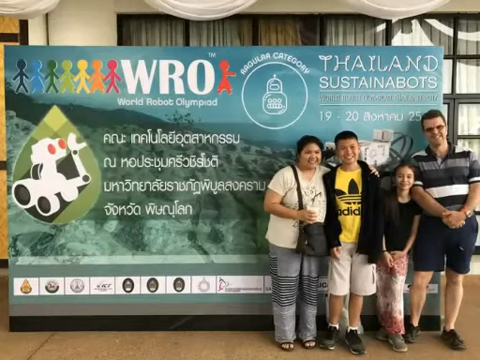 WRO
TM
World Robot Olympiad
REGULAR CATEGORY
THAILAND
SUSTAINABOTS
19 - 20 สิงหาคม 25
คณะ เทคโนโลยีอุตสาหกรรม
ณ หอประชุมศรีวชิรโชติ
มหาวิทยาลัยราชภัฏพิบูลสงคราม
จังหวัด พิษณุโลก
adidas